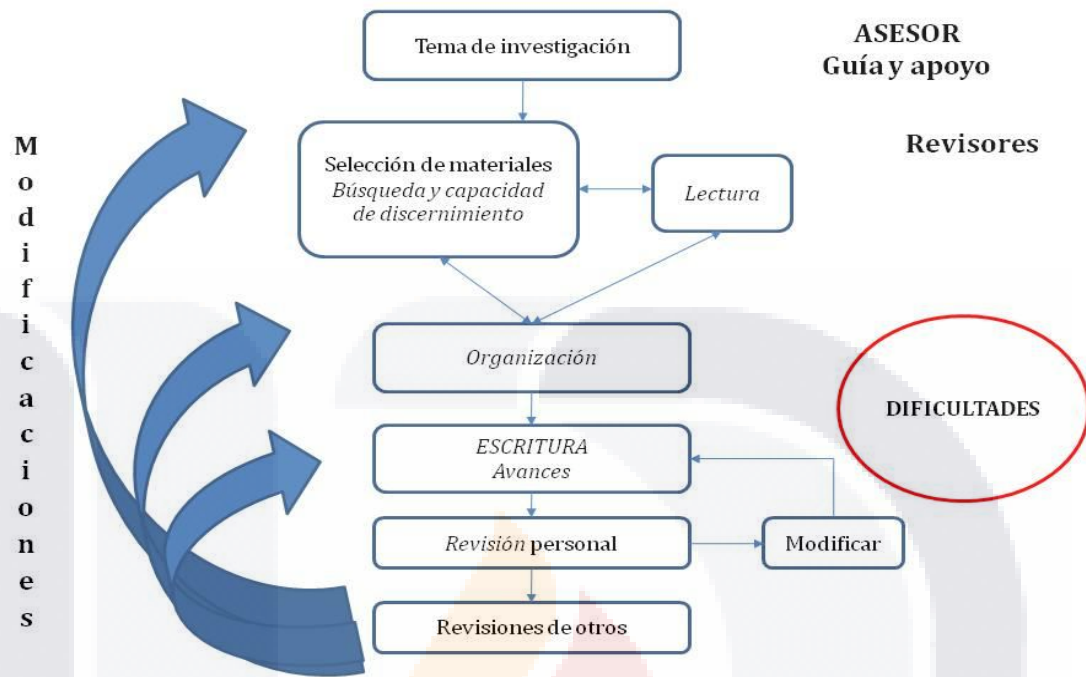 Tema de investigación
ASESOR
Guía y apoyo
Revisores
Modificaciones
Selección de materiales
Búsqueda y capacidad
de discernimiento
Lectura
Organización
DIFICULTADES
ESCRITURA
Avances
Revisión personal
Modificar
Revisiones de otros